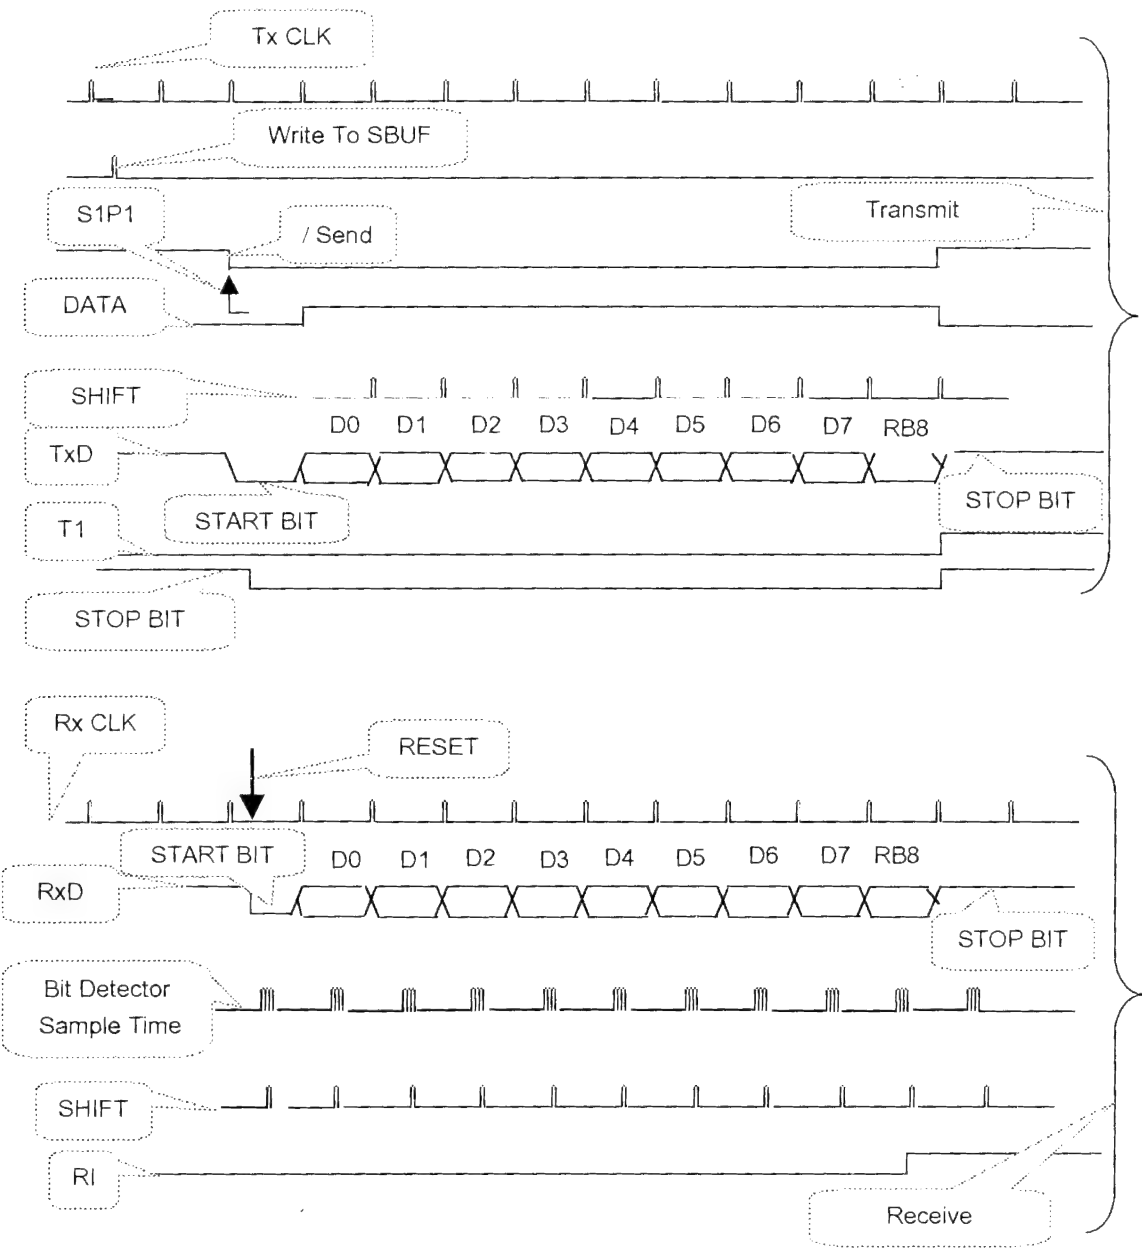 Tx CLK
Write To SBUF
S1P1
/ Send
Transmit
DATA
SHIFT
D0 D1 D2 D3 D4 D5 D6 D7 RB8
TxD
START BIT
STOP BIT
T1
STOP BIT
Rx CLK
RESET
START BIT
D0 D1 D2 D3 D4 D5 D6 D7 RB8
RxD
STOP BIT
Bit Detector
Sample Time
SHIFT
RI
Receive